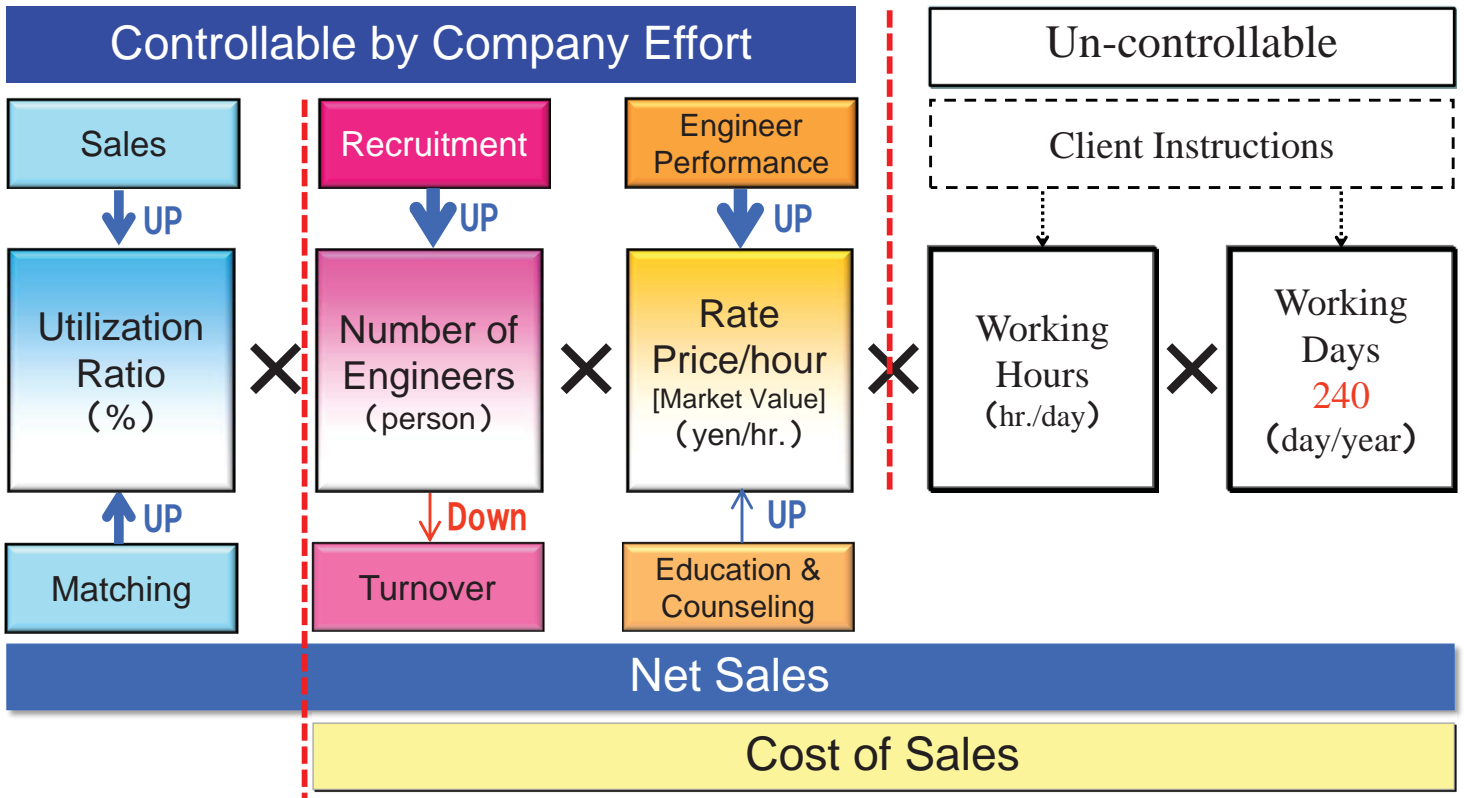 Controllable by Company Effort
Un-controllable
Sales
Recruitment
Engineer
Performance
Client Instructions
UP
UP
UP
Utilization
Ratio
(%)
×
Number of
Engineers
(person)
×
Rate
Price/hour
[Market Value]
(yen/hr.)
×
Working
Hours
(hr./day)
×
Working
Days
240
(day/year)
UP
Down
UP
Matching
Turnover
Education &
Counseling
Net Sales
Cost of Sales